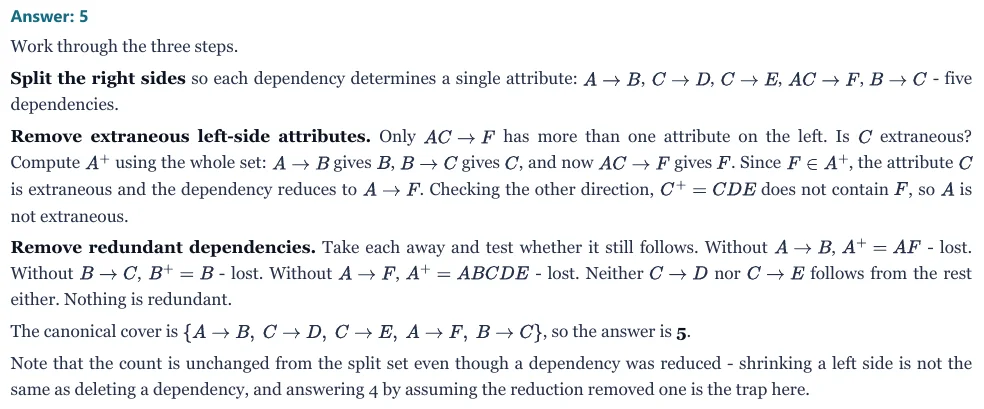 Answer: 5
Work through the three steps.
Split the right sides so each dependency determines a single attribute: A → B, C → D, C → E, AC → F, B → C - five
dependencies.
Remove extraneous left-side attributes. Only AC → F has more than one attribute on the left. Is C extraneous?
Compute A⁺ using the whole set: A → B gives B, B → C gives C, and now AC → F gives F. Since F ∈ A⁺, the attribute C
is extraneous and the dependency reduces to A → F. Checking the other direction, C⁺ = CDE does not contain F, so A is
not extraneous.
Remove redundant dependencies. Take each away and test whether it still follows. Without A → B, A⁺ = AF - lost.
Without B → C, B⁺ = B - lost. Without A → F, A⁺ = ABCDE - lost. Neither C → D nor C → E follows from the rest
either. Nothing is redundant.
The canonical cover is {A → B, C → D, C → E, A → F, B → C}, so the answer is 5.
Note that the count is unchanged from the split set even though a dependency was reduced - shrinking a left side is not the
same as deleting a dependency, and answering 4 by assuming the reduction removed one is the trap here.